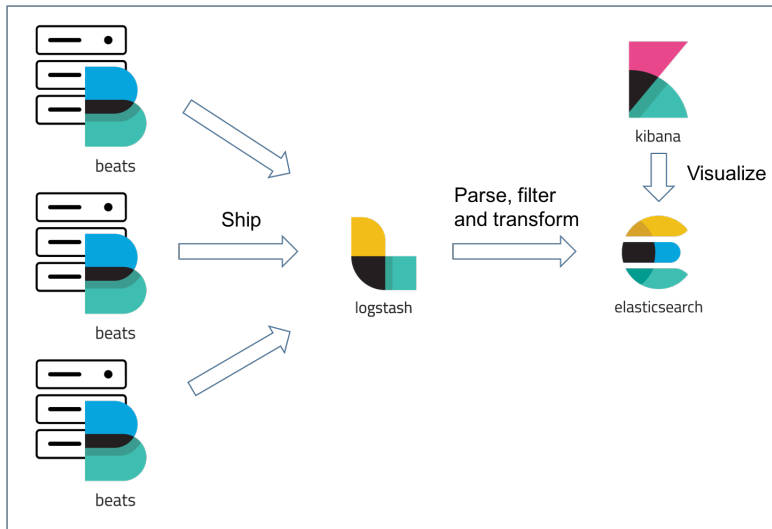 beats
kibana
Visualize
Parse, filter
and transform
Ship
beats
logstash
elasticsearch
beats